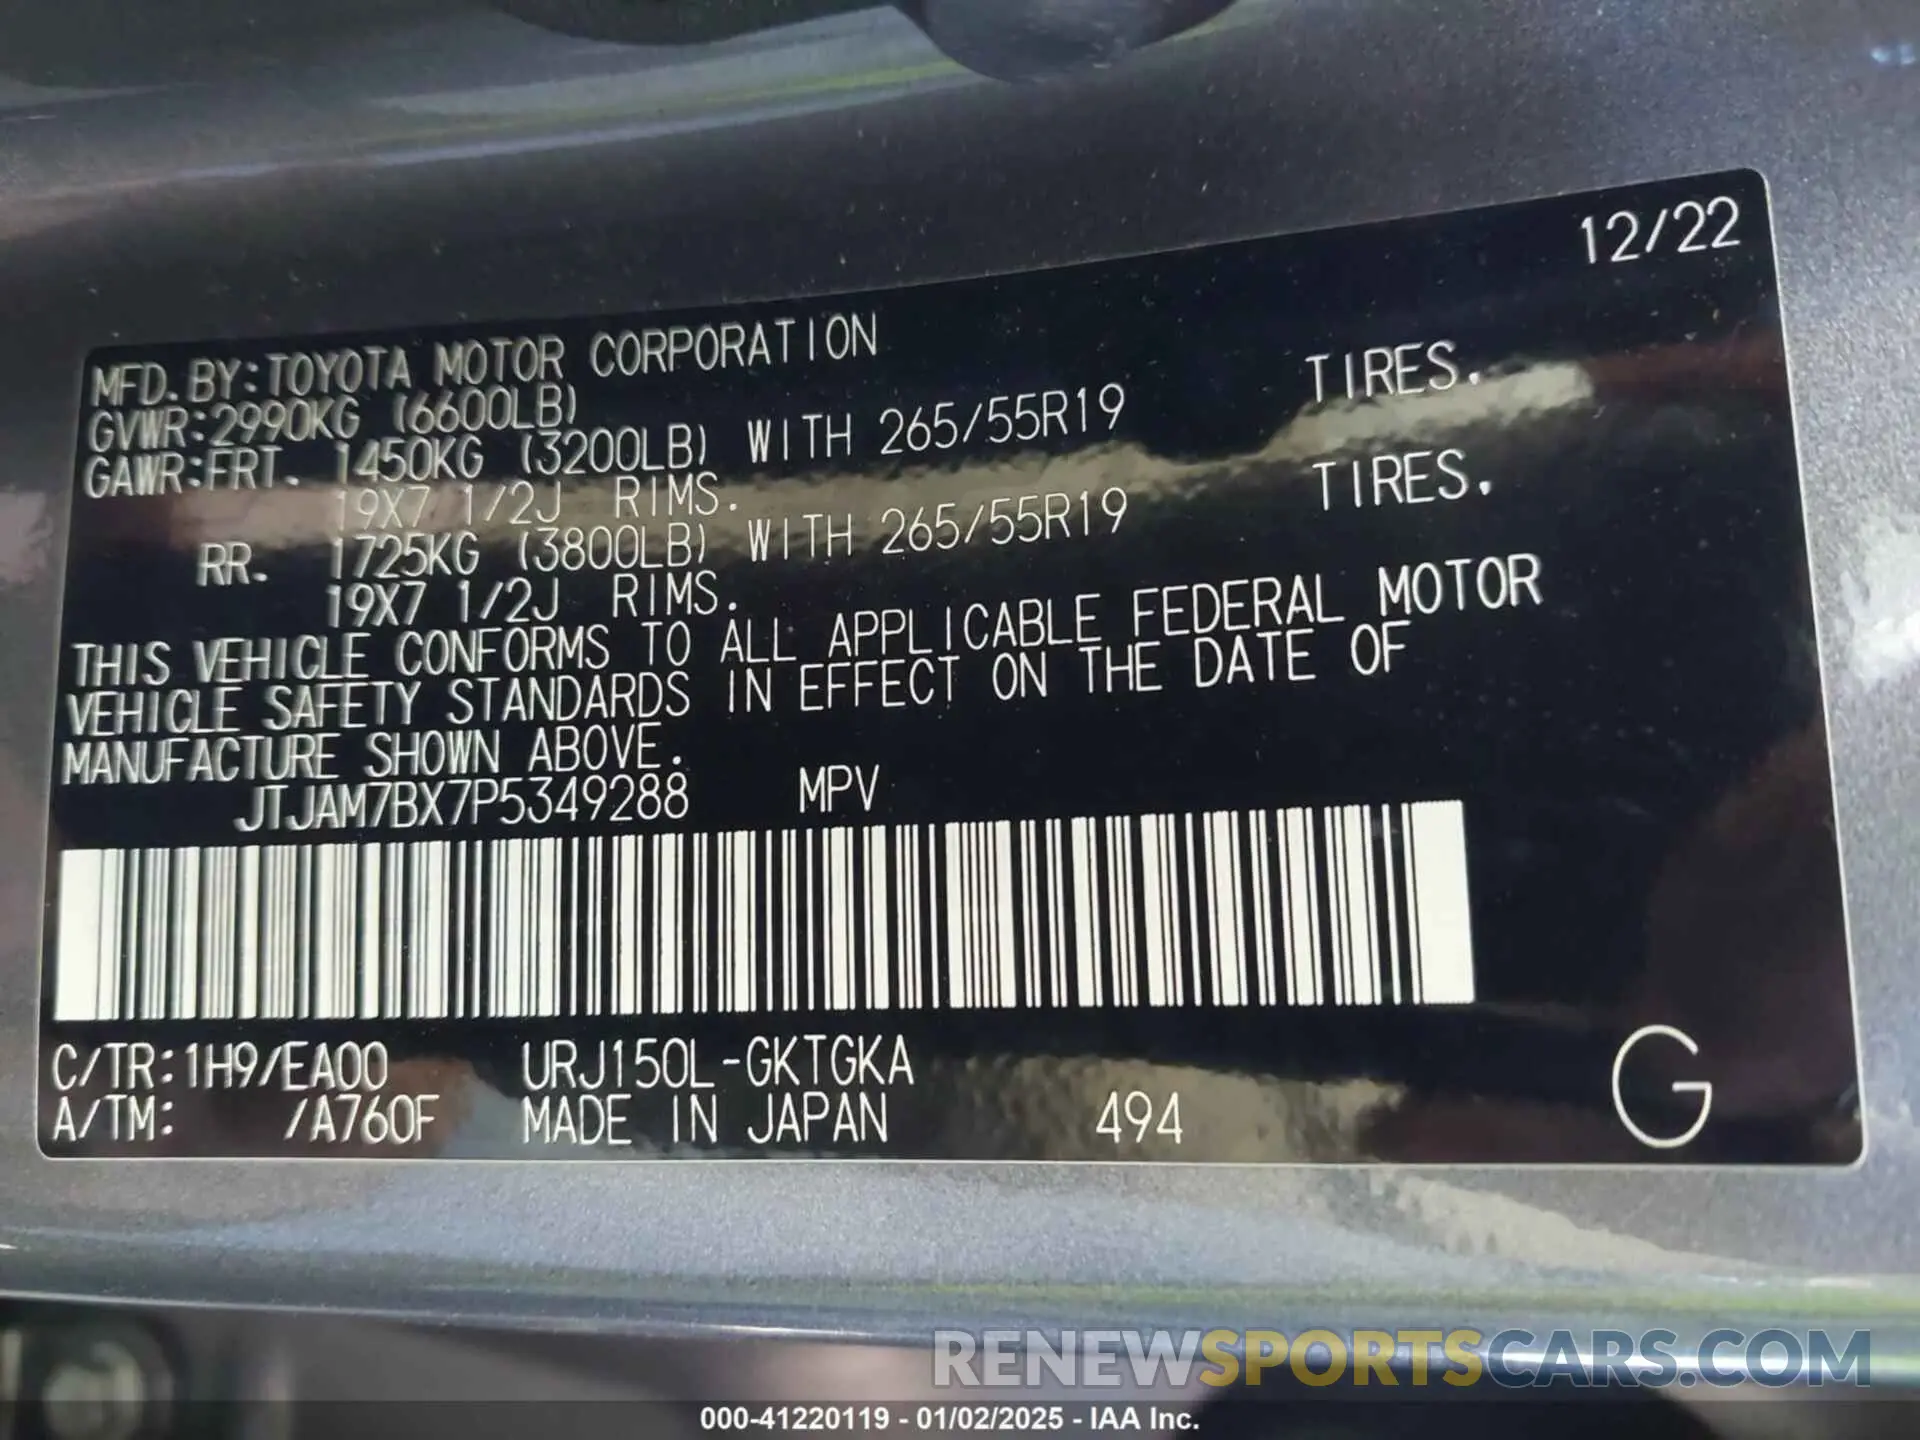 12/22
MFD.BY:TOYOTA MOTOR CORPORATION
GVWR:2990KG (6600LB)
GAWR:FRT. 1450KG (3200LB) WITH 265/55R19 TIRES.
19X7 1/2J RIMS.
RR. 1725KG (3800LB) WITH 265/55R19 TIRES.
19X7 1/2J RIMS.
THIS VEHICLE CONFORMS TO ALL APPLICABLE FEDERAL MOTOR
VEHICLE SAFETY STANDARDS IN EFFECT ON THE DATE OF
MANUFACTURE SHOWN ABOVE.
JTJAM7BX7P5349288 MPV
C/TR:1H9/EA00 URJ150L-GKTGKA
A/TM: /A760F MADE IN JAPAN 494 G
RENEWSPORTSCARS.COM
000-41220119 - 01/02/2025 - IAA Inc.